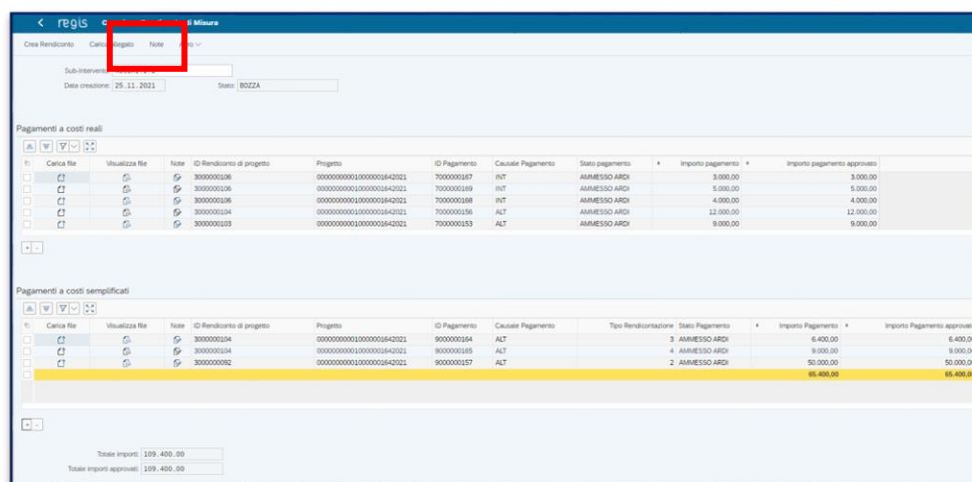 regis di Misura
Crea Rendiconto Note
Sub-Intervento:
Data creazione: 25.11.2021 Stato: BOZZA
Pagamenti a costi reali
Carica file Visualizza file Note ID Rendiconto di progetto Progetto ID Pagamento Causale Pagamento Stato pagamento Importo pagamento Importo pagamento approvato
3000000106 000000000010000001642021 7000000167 INT AMMESSO ARDI 3.000,00 3.000,00
3000000106 000000000010000001642021 7000000169 INT AMMESSO ARDI 5.000,00 5.000,00
3000000106 000000000010000001642021 7000000168 INT AMMESSO ARDI 4.000,00 4.000,00
3000000104 000000000010000001642021 7000000156 ALT AMMESSO ARDI 12.000,00 12.000,00
3000000103 000000000010000001642021 7000000153 ALT AMMESSO ARDI 9.000,00 9.000,00
Pagamenti a costi semplificati
Carica file Visualizza file Note ID Rendiconto di progetto Progetto ID Pagamento Causale Pagamento Tipo Rendicontazione Stato Pagamento Importo Pagamento Importo Pagamento approvato
3000000104 000000000010000001642021 9000000164 ALT 3 AMMESSO ARDI 6.400,00 6.400,0
3000000104 000000000010000001642021 9000000165 ALT 4 AMMESSO ARDI 9.000,00 9.000,0
3000000092 000000000010000001642021 9000000157 ALT 2 AMMESSO ARDI 50.000,00 50.000,0
65.400,00 65.400,0
Totale importi: 109.400.00
Totale importi approvati: 109.400.00